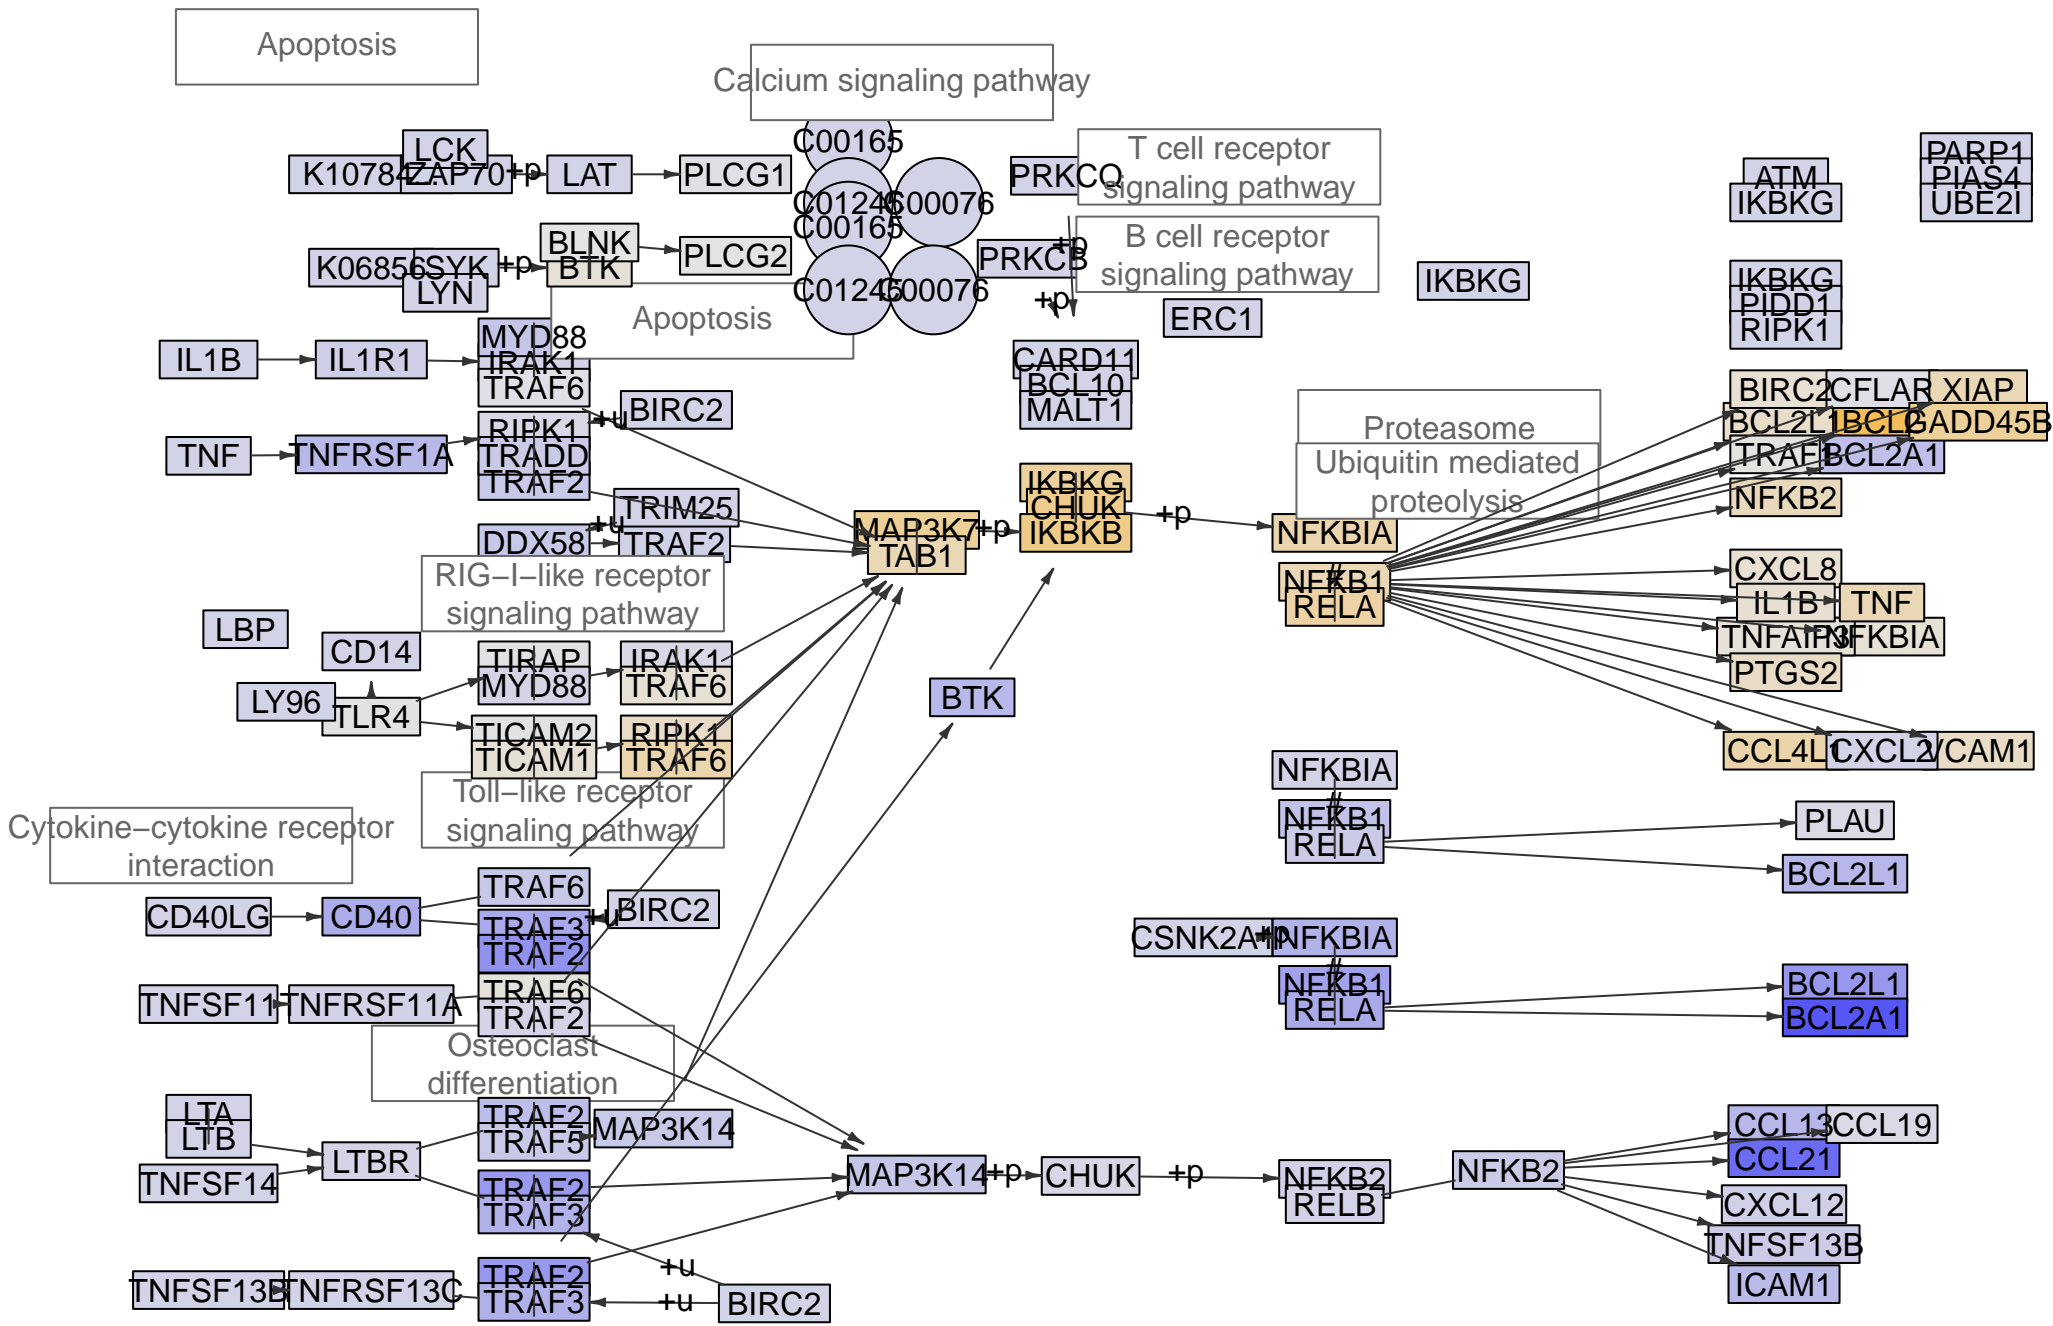 Apoptosis
Calcium signaling pathway
LCK
K10784
ZAP70
+p
LAT
PLCG1
C00165
C01246
C00076
C00165
C01245
C00076
PRKCQ
T cell receptor
signaling pathway
ATM
IKBKG
PARP1
PIAS4
UBE2I
K06856
SYK
LYN
+p
BLNK
BTK
PLCG2
PRKCB
+p
+p
B cell receptor
signaling pathway
IKBKG
IKBKG
PIDD1
RIPK1
Apoptosis
ERC1
IL1B
IL1R1
MYD88
IRAK1
TRAF6
CARD11
BCL10
MALT1
TNF
TNFRSF1A
RIPK1
TRADD
TRAF2
+u
BIRC2
BIRC2
CFLAR
XIAP
BCL2L1
BCL2
GADD45B
TRAF1
BCL2A1
NFKB2
Proteasome
Ubiquitin mediated
proteolysis
DDX58
+u
TRIM25
TRAF2
MAP3K7
TAB1
+p
IKBKG
CHUK
IKBKB
+p
NFKBIA
NFKB1
RELA
CXCL8
IL1B
TNF
TNFAIP3
NFKBIA
PTGS2
CCL4L1
CXCL2
VCAM1
RIG−I−like receptor
signaling pathway
LBP
CD14
LY96
TLR4
TIRAP
MYD88
IRAK1
TRAF6
TICAM2
TICAM1
RIPK1
TRAF6
BTK
Toll−like receptor
signaling pathway
Cytokine−cytokine receptor
interaction
NFKBIA
NFKB1
RELA
PLAU
BCL2L1
CD40LG
CD40
TRAF6
TRAF3
TRAF2
+u
BIRC2
CSNK2A1
+p
NFKBIA
NFKB1
RELA
BCL2L1
BCL2A1
TNFSF11
TNFRSF11A
TRAF6
TRAF2
Osteoclast
differentiation
LTA
LTB
TNFSF14
LTBR
TRAF2
TRAF5
MAP3K14
TRAF2
TRAF3
MAP3K14
+p
CHUK
+p
NFKB2
RELB
NFKB2
CCL13
CCL19
CCL21
CXCL12
TNFSF13B
ICAM1
TNFSF13B
TNFRSF13C
TRAF2
TRAF3
+u
+u
BIRC2